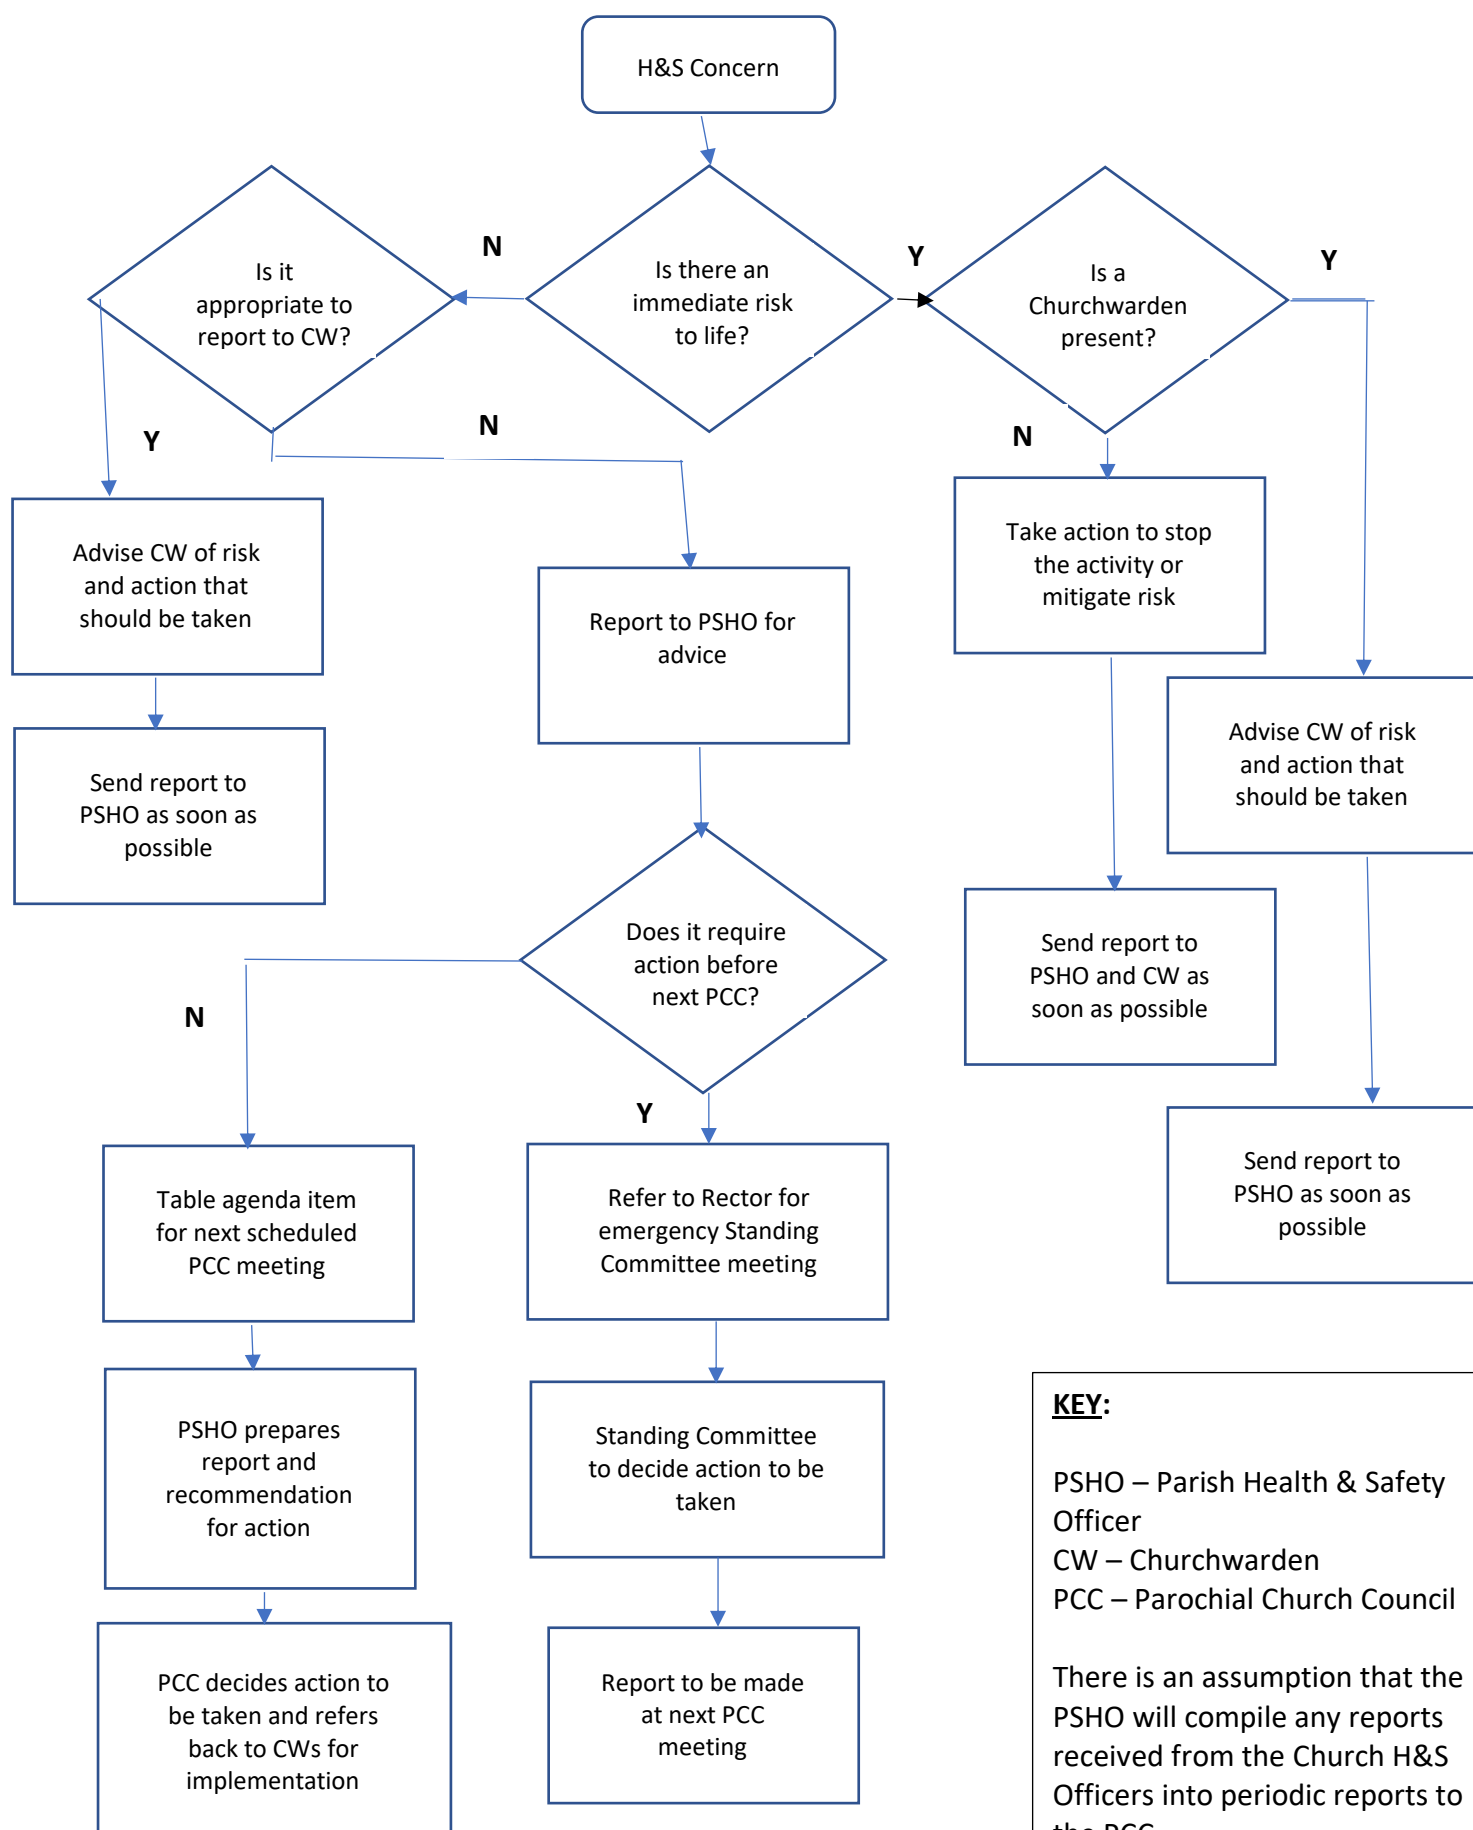 H&S Concern
Is it
appropriate to
report to CW?
N
Is there an
immediate risk
to life?
Y
Is a
Churchwarden
present?
Y
Y
N
N
Advise CW of risk
and action that
should be taken
Report to PSHO for
advice
Take action to stop
the activity or
mitigate risk
Advise CW of risk
and action that
should be taken
Send report to
PSHO as soon as
possible
Does it require
action before
next PCC?
Send report to
PSHO and CW as
soon as possible
N
Y
Send report to
PSHO as soon as
possible
Table agenda item
for next scheduled
PCC meeting
Refer to Rector for
emergency Standing
Committee meeting
PSHO prepares
report and
recommendation
for action
Standing Committee
to decide action to be
taken
PCC decides action to
be taken and refers
back to CWs for
implementation
Report to be made
at next PCC
meeting
KEY:
PSHO – Parish Health & Safety
Officer
CW – Churchwarden
PCC – Parochial Church Council
There is an assumption that the
PSHO will compile any reports
received from the Church H&S
Officers into periodic reports to
the PCC